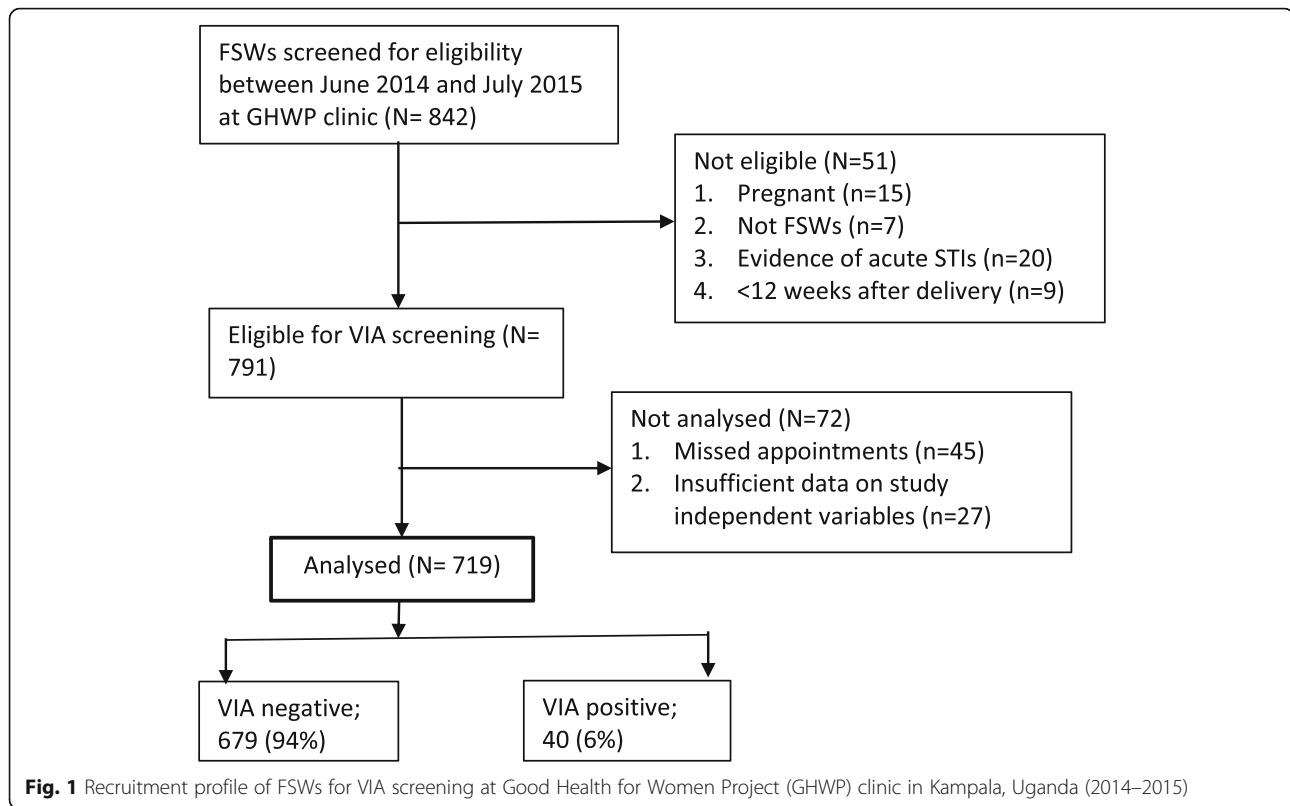 FSWs screened for eligibility
between June 2014 and July 2015
at GHWP clinic (N= 842)
Not eligible (N=51)
1. Pregnant (n=15)
2. Not FSWs (n=7)
3. Evidence of acute STIs (n=20)
4. <12 weeks after delivery (n=9)
Eligible for VIA screening (N=
791)
Not analysed (N=72)
1. Missed appointments (n=45)
2. Insufficient data on study
independent variables (n=27)
Analysed (N= 719)
VIA negative;
679 (94%)
VIA positive;
40 (6%)
Fig. 1 Recruitment profile of FSWs for VIA screening at Good Health for Women Project (GHWP) clinic in Kampala, Uganda (2014–2015)